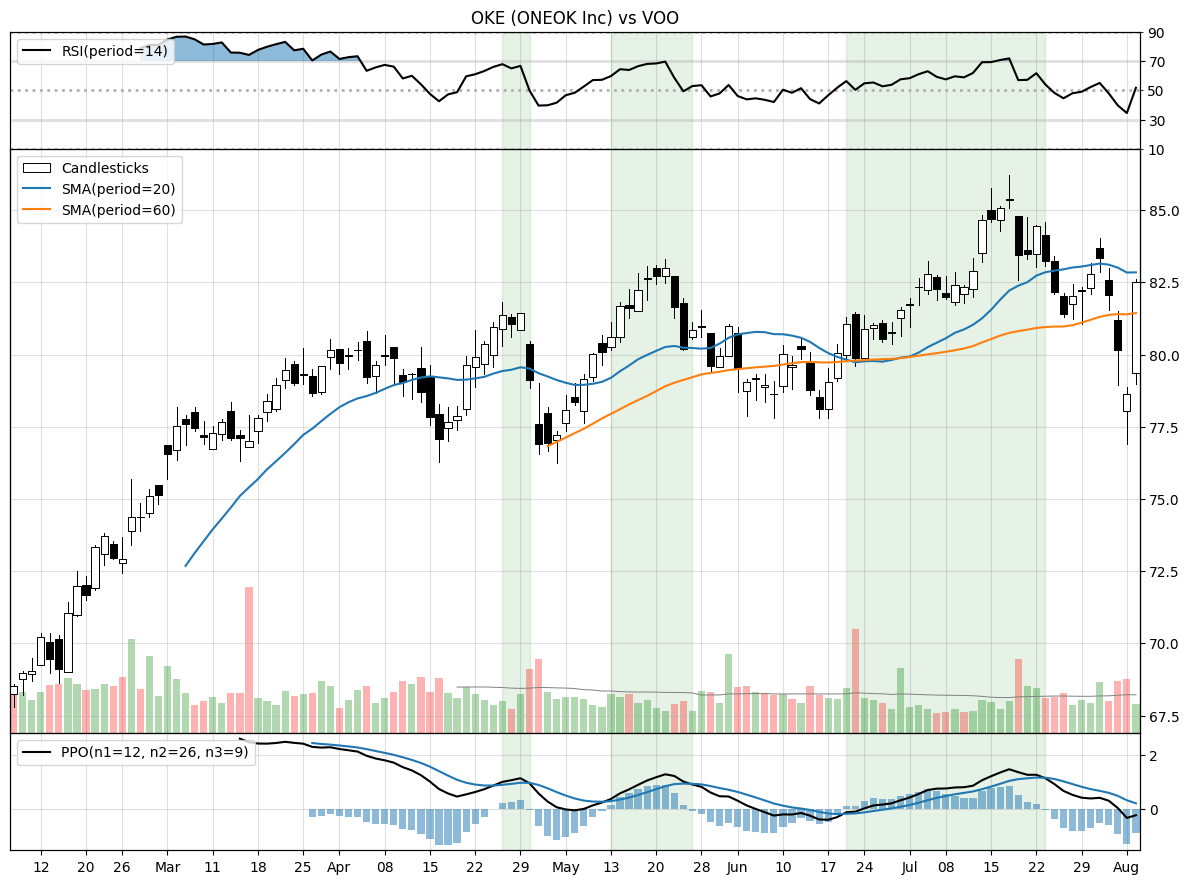 OKE (ONEOK Inc) vs VOO
RSI(period=14)
90
70
50
30
10
Candlesticks
SMA(period=20)
SMA(period=60)
85.0
82.5
80.0
77.5
75.0
72.5
70.0
67.5
PPO(n1=12, n2=26, n3=9)
2
0
12 20 26 Mar 11 18 25 Apr 08 15 22 29 May 13 20 28 Jun 10 17 24 Jul 08 15 22 29 Aug